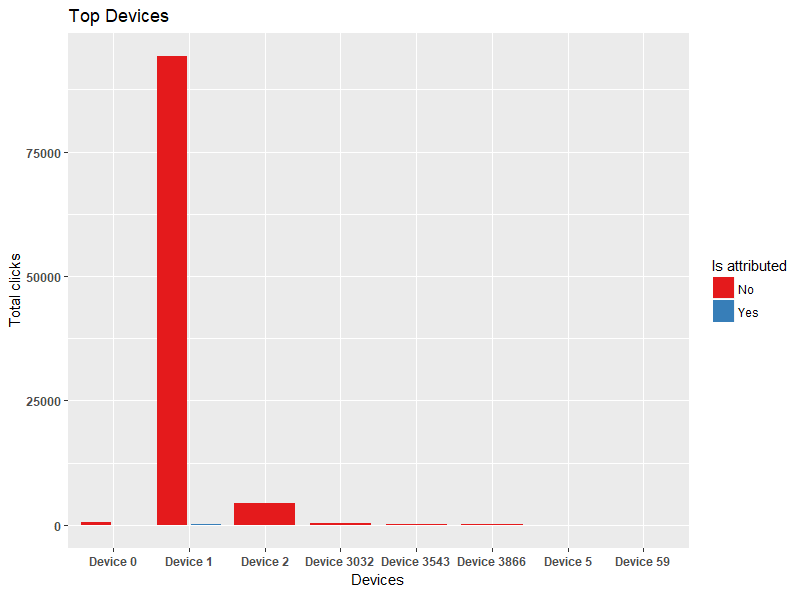 Top Devices
75000
50000
25000
0
Total clicks
Device 0 Device 1 Device 2 Device 3032 Device 3543 Device 3866 Device 5 Device 59
Devices
Is attributed
No
Yes